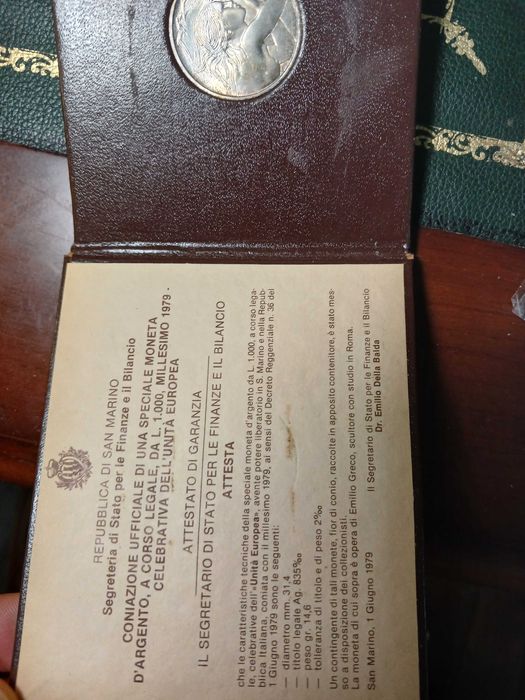 REPUBBLICA DI SAN MARINO
Segreteria di Stato per le Finanze e il Bilancio
CONIAZIONE UFFICIALE DI UNA SPECIALE MONETA
D'ARGENTO, A CORSO LEGALE, DA L. 1.000, MILLESIMO 1979 -
CELEBRATIVA DELL'UNITÀ EUROPEA
ATTESTATO DI GARANZIA
IL SEGRETARIO DI STATO PER LE FINANZE E IL BILANCIO
ATTESTA
che le caratteristiche tecniche della speciale moneta d'argento da L. 1.000, a corso lega-
le, celebrative dell'«Unità Europea», avente potere liberatorio in S. Marino e nella Repub-
blica Italiana, coniata con il millesimo 1979, ai sensi del Decreto Reggenziale n. 36 del
1 Giugno 1979 sono le seguenti:
— diametro mm. 31,4
— titolo legale Ag. 835‰
— peso gr. 14,6
— tolleranza di titolo e di peso 2‰
Un contingente di tali monete, fior di conio, raccolte in apposito contenitore, è stato mes-
so a disposizione dei collezionisti.
La moneta di cui sopra è opera di Emilio Greco, scultore con studio in Roma.
San Marino, 1 Giugno 1979
Il Segretario di Stato per le Finanze e il Bilancio
Dr. Emilio Della Balda